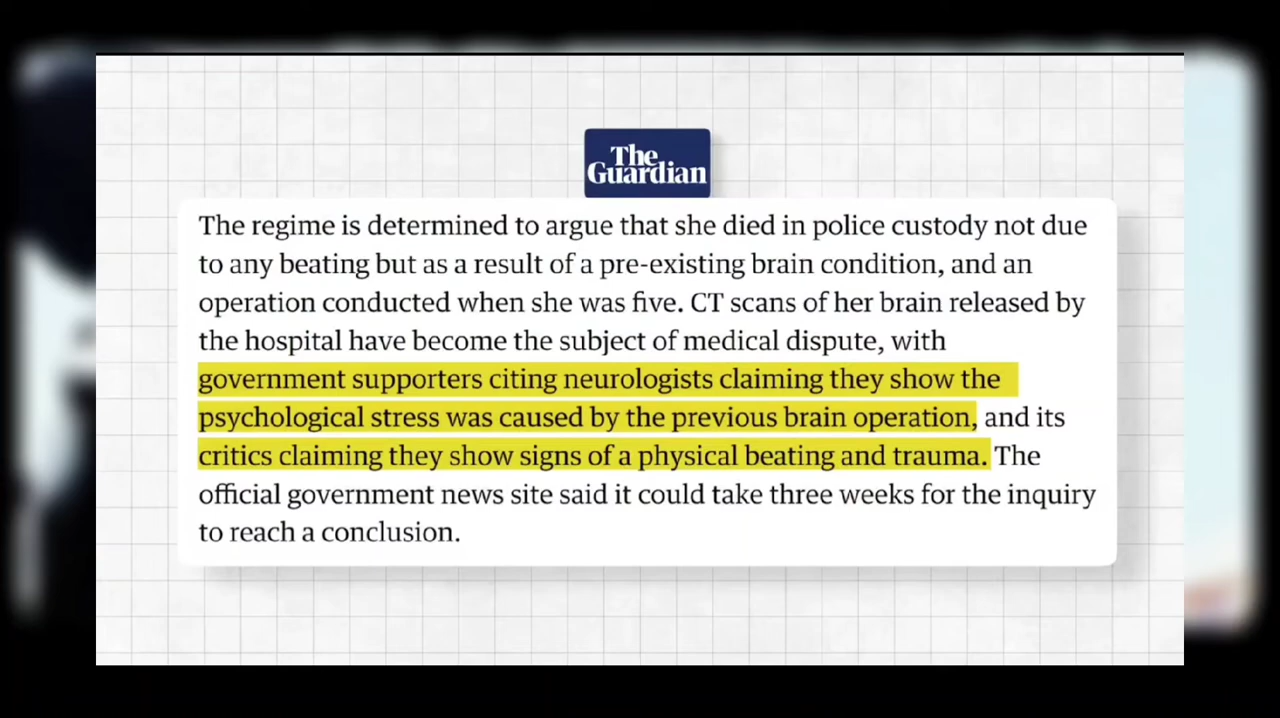 The
Guardian
The regime is determined to argue that she died in police custody not due
to any beating but as a result of a pre-existing brain condition, and an
operation conducted when she was five. CT scans of her brain released by
the hospital have become the subject of medical dispute, with
government supporters citing neurologists claiming they show the
psychological stress was caused by the previous brain operation, and its
critics claiming they show signs of a physical beating and trauma. The
official government news site said it could take three weeks for the inquiry
to reach a conclusion.